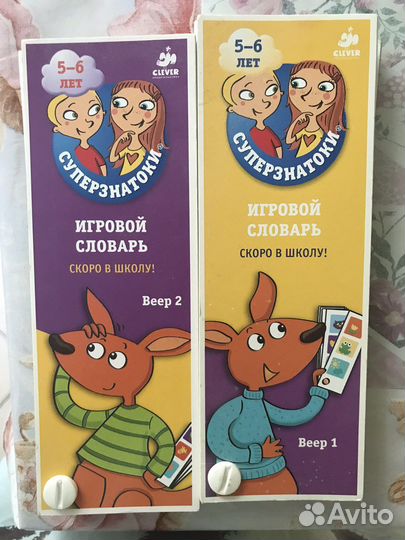 5–6
ЛЕТ
CLEVER
СУПЕРЗНАТОКИ
ИГРОВОЙ
СЛОВАРЬ
СКОРО В ШКОЛУ!
Веер 2
5–6
ЛЕТ
CLEVER
СУПЕРЗНАТОКИ
ИГРОВОЙ
СЛОВАРЬ
СКОРО В ШКОЛУ!
Веер 1
Avito